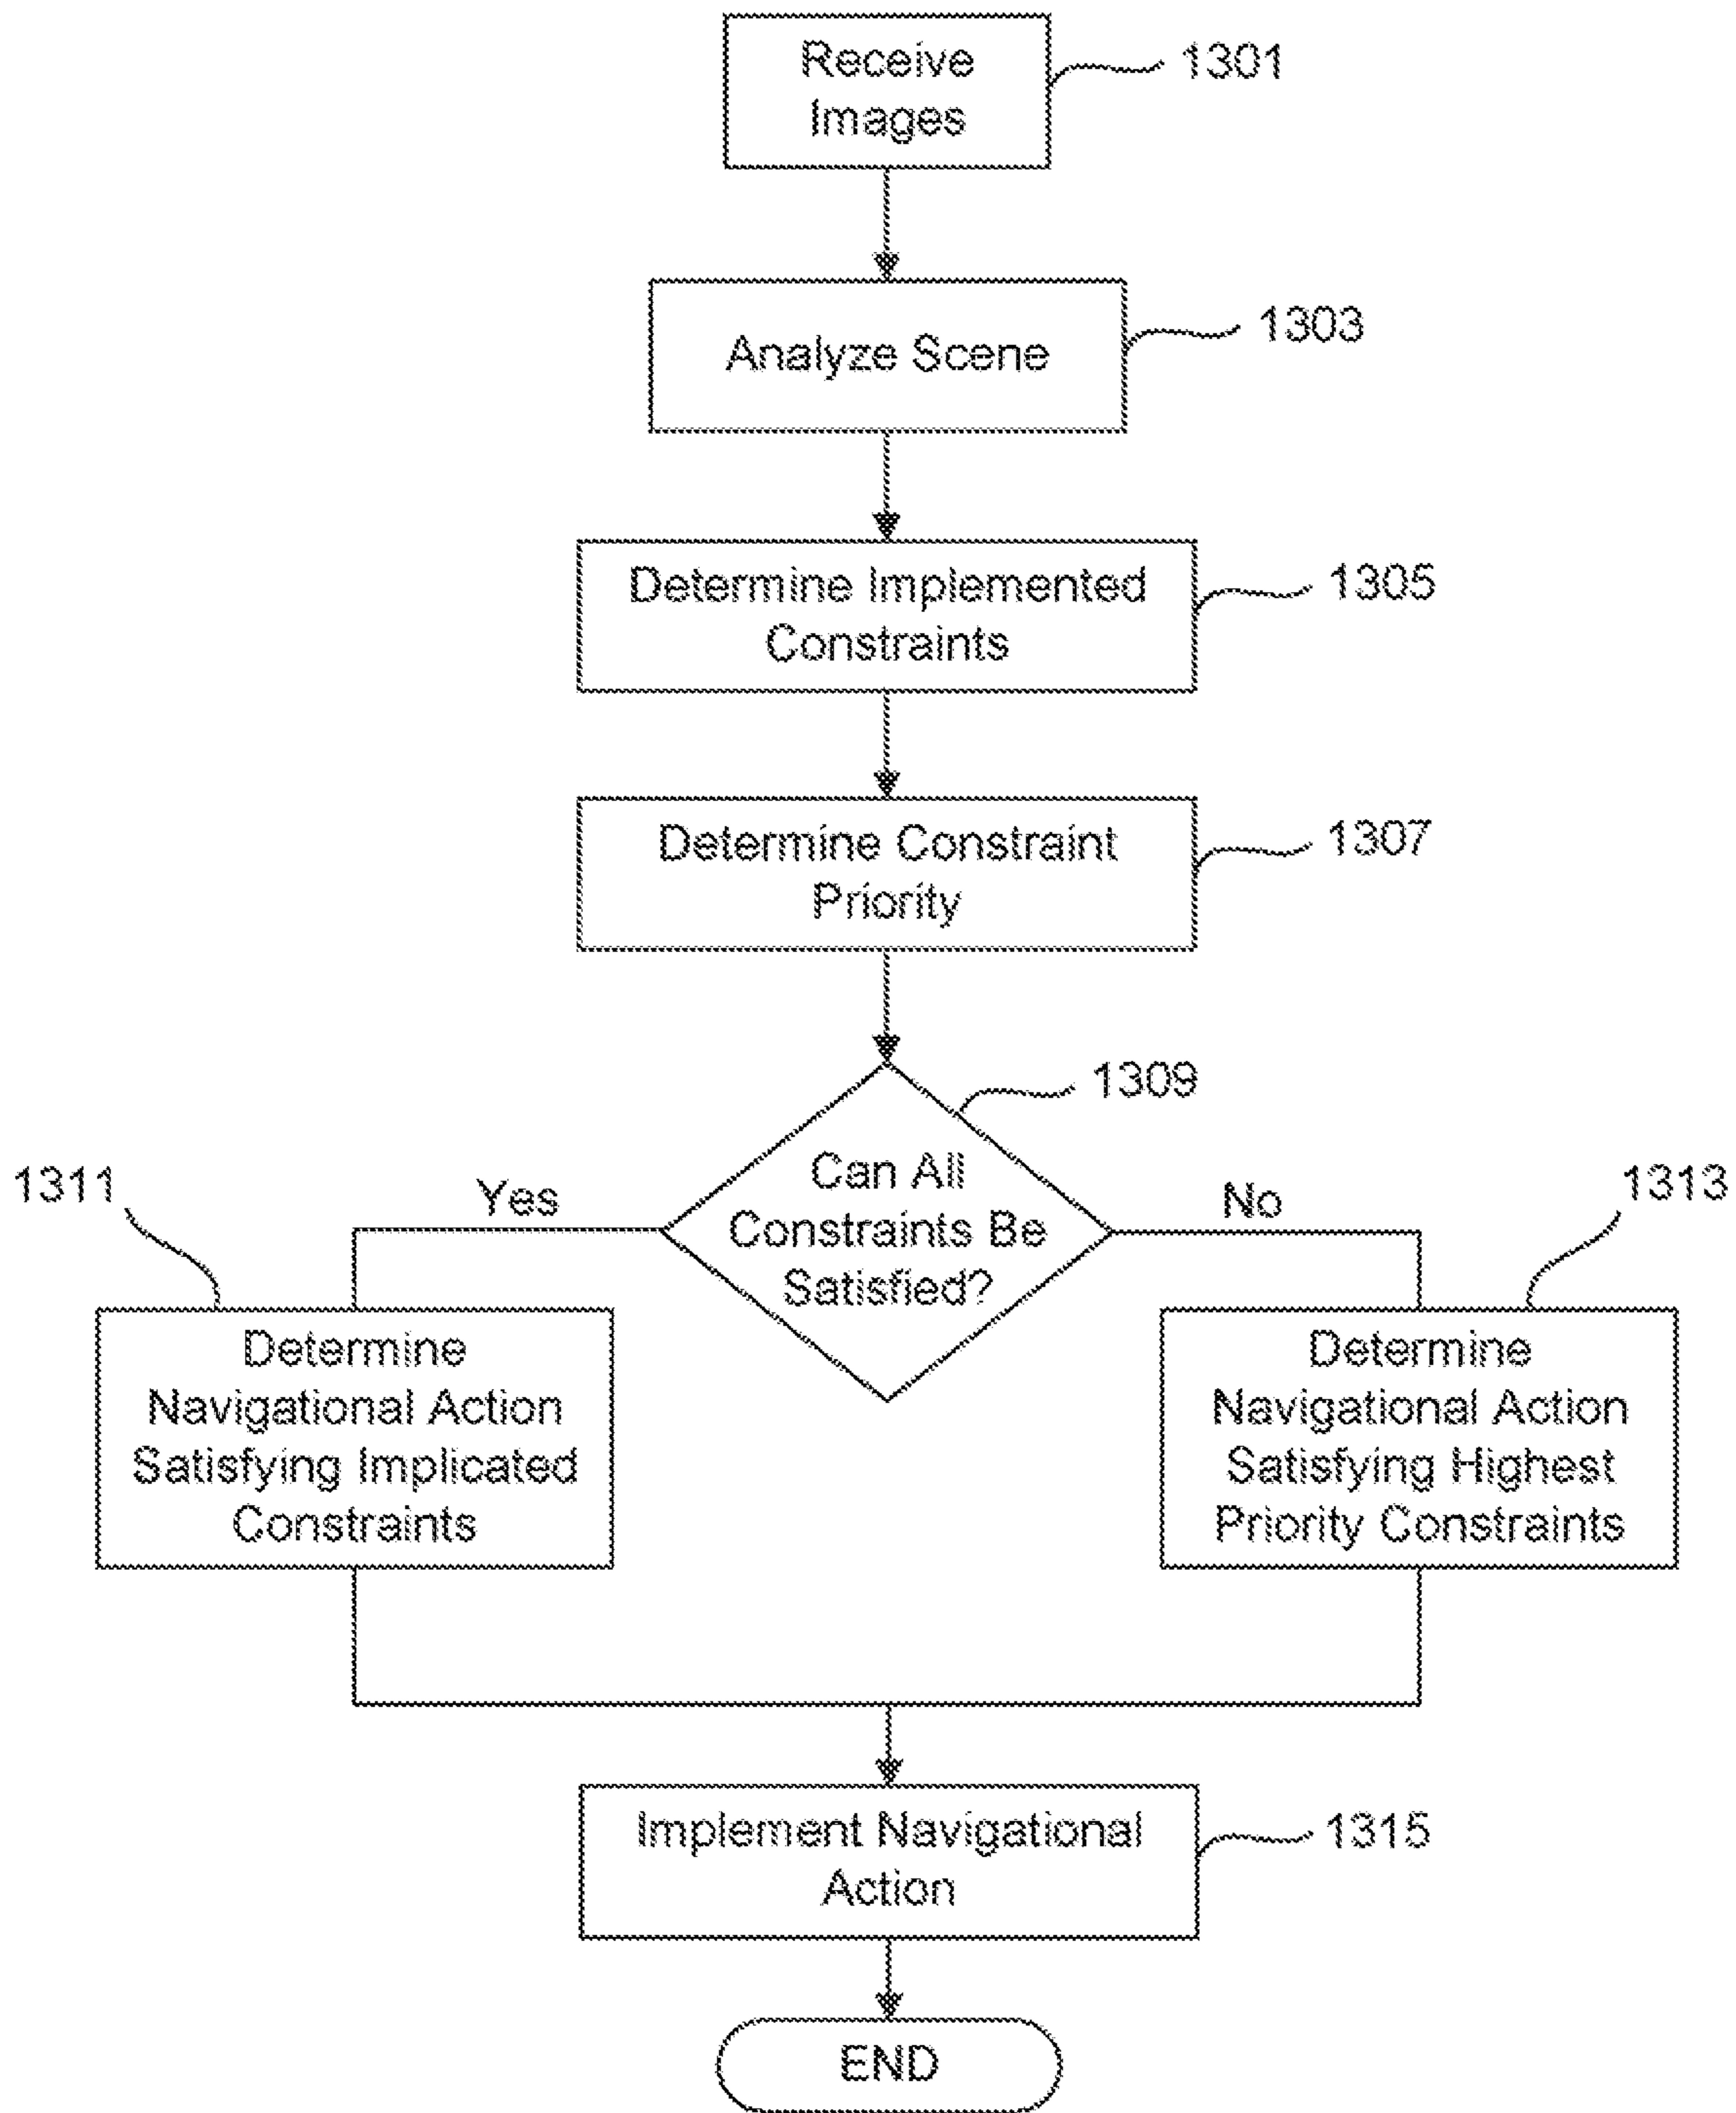 Receive
Images
1301
Analyze Scene
1303
Determine Implemented
Constraints
1305
Determine Constraint
Priority
1307
1309
Can All
Constraints Be
Satisfied?
Yes
No
1311
Determine
Navigational Action
Satisfying Implicated
Constraints
1313
Determine
Navigational Action
Satisfying Highest
Priority Constraints
Implement Navigational
Action
1315
END